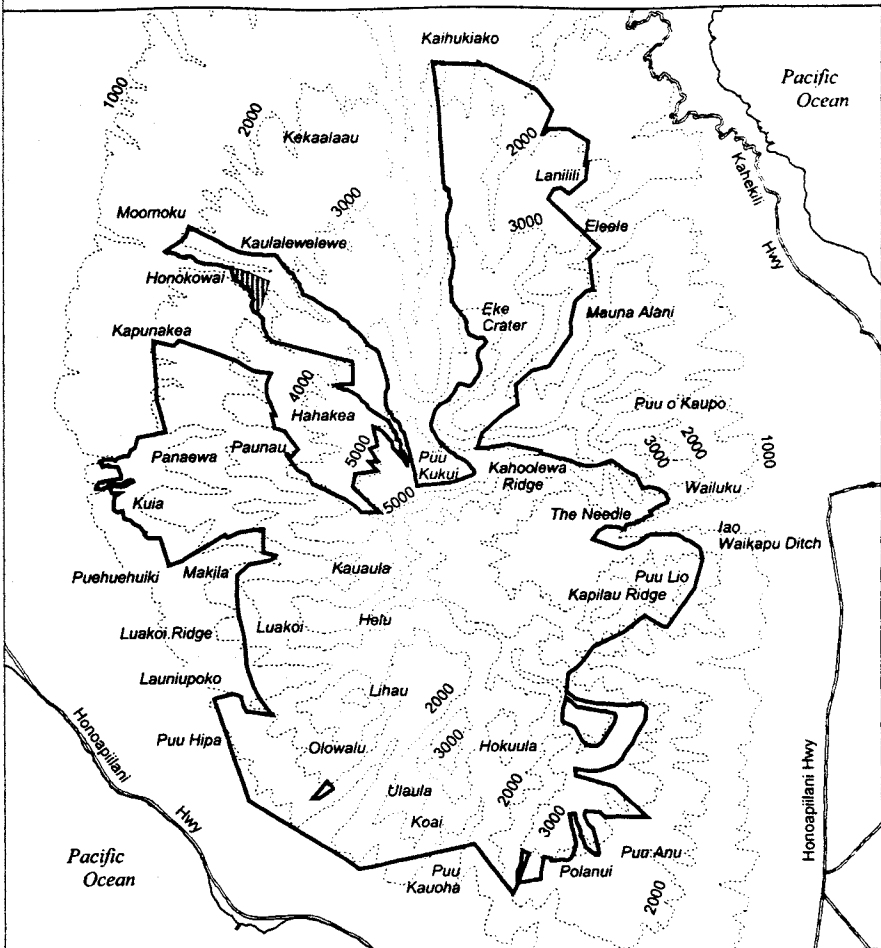 Kaihukiako
Pacific
Ocean
1000
2000
Kekaalaau
2000
Kahekili
Hwy
Lanilili
3000
3000
Eleele
Moomoku
Kaulalewelewe
Honokowai
Eke
Crater
Mauna Alani
Kapunakea
4000
Hahakea
Puu o Kaupo
3000
2000
1000
Panaewa
Paunau
5000
Puu
Kukui
Kahoolewa
Ridge
Wailuku
Kuia
5000
The Needle
Iao
Waikapu Ditch
Puehuehuiki
Makila
Kauaula
Puu Lio
Kapilau Ridge
Luakoi Ridge
Luakoi
Helu
Launiupoko
Lihau
2000
Honoapiilani
Hwy
Puu Hipa
Olowalu
3000
Hokuula
Ulaula
2000
Koai
3000
Honoapiilani Hwy
Pacific
Ocean
Puu
Kauoha
Polanui
Puu Anu
2000